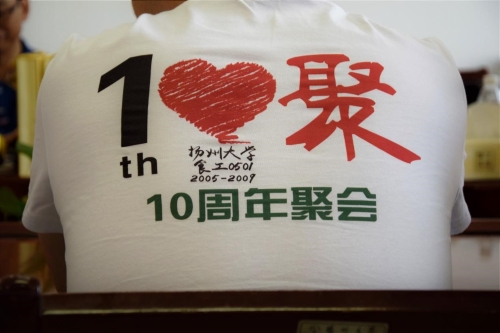 1 聚
th
扬州大学
食工0501
2005-2009
10周年聚会